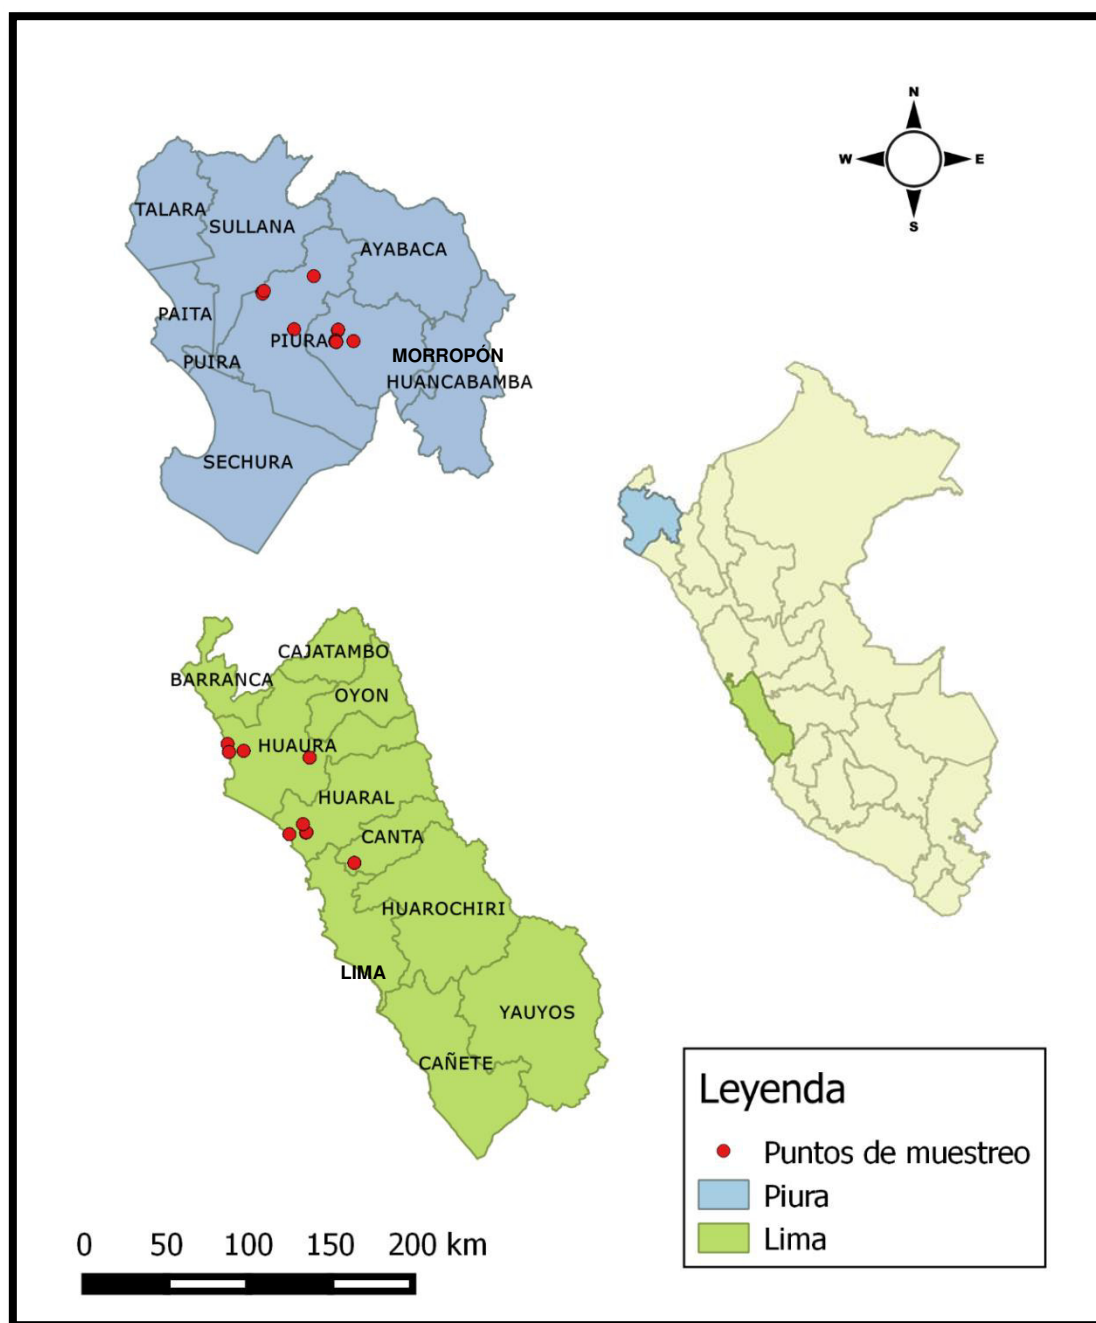 N
W
E
S
TALARA
SULLANA
AYABACA
PAITA
PIURA
PUIRA
MORROPÓN
HUANCABAMBA
SECHURA
CAJATAMBO
BARRANCA
OYON
HUAURA
HUARAL
CANTA
HUAROCHIRI
LIMA
YAUYOS
CAÑETE
Leyenda
Puntos de muestreo
Piura
Lima
0 50 100 150 200 km